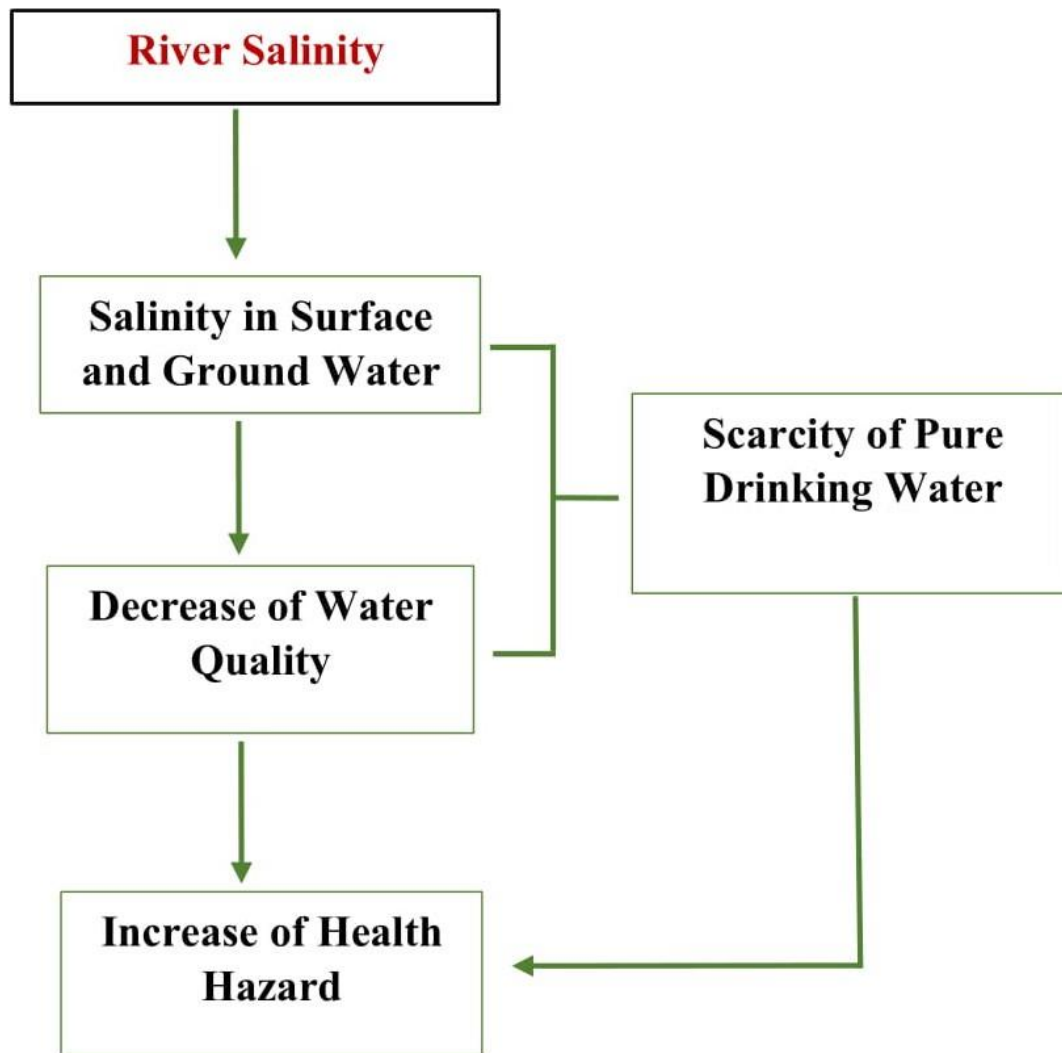 River Salinity
Salinity in Surface
and Ground Water
Scarcity of Pure
Drinking Water
Decrease of Water
Quality
Increase of Health
Hazard